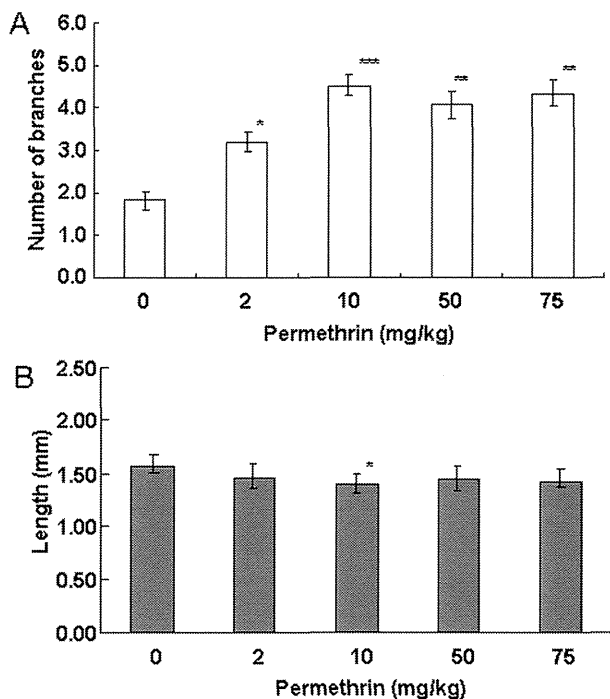 A
Number of branches
6.0
5.0
4.0
3.0
2.0
1.0
0.0
*
***
**
**
0 2 10 50 75
Permethrin (mg/kg)
B
Length (mm)
2.50
2.00
1.50
1.00
0.50
0.00
*
0 2 10 50 75
Permethrin (mg/kg)